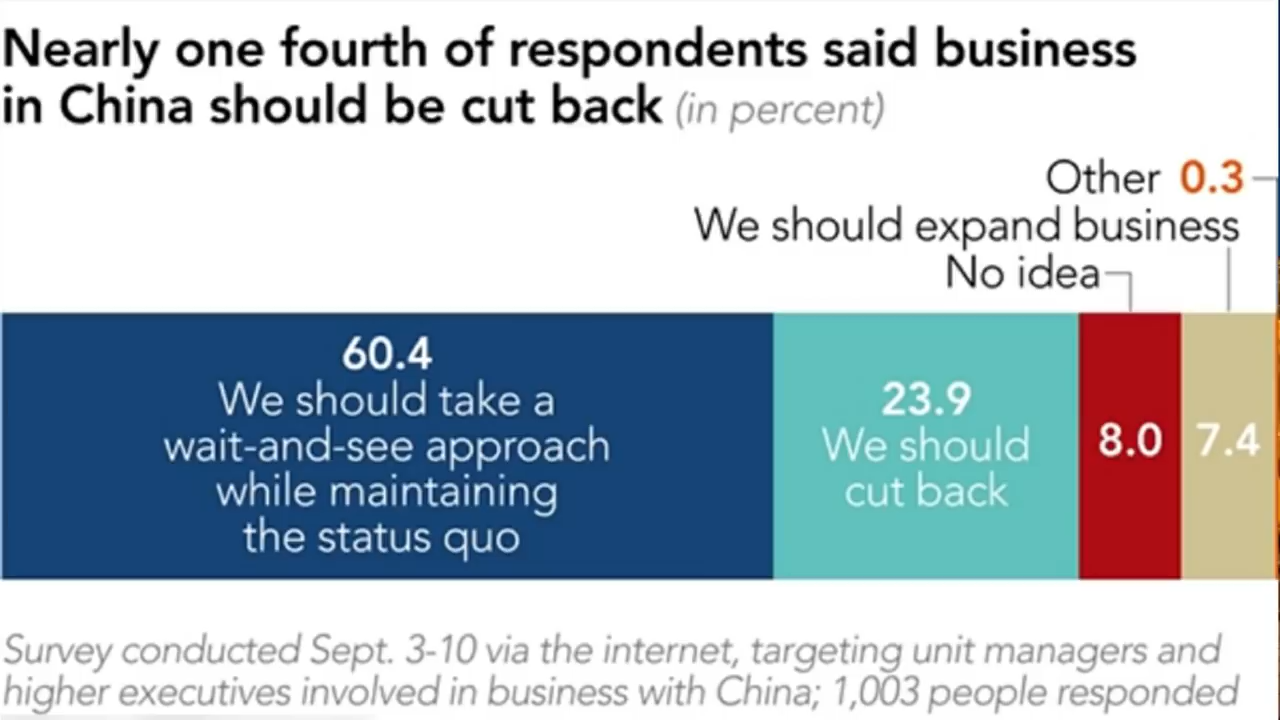 Nearly one fourth of respondents said business
in China should be cut back (in percent)
Other 0.3
We should expand business
No idea
60.4
We should take a
wait-and-see approach
while maintaining
the status quo
23.9
We should
cut back
8.0
7.4
Survey conducted Sept. 3-10 via the internet, targeting unit managers and
higher executives involved in business with China; 1,003 people responded